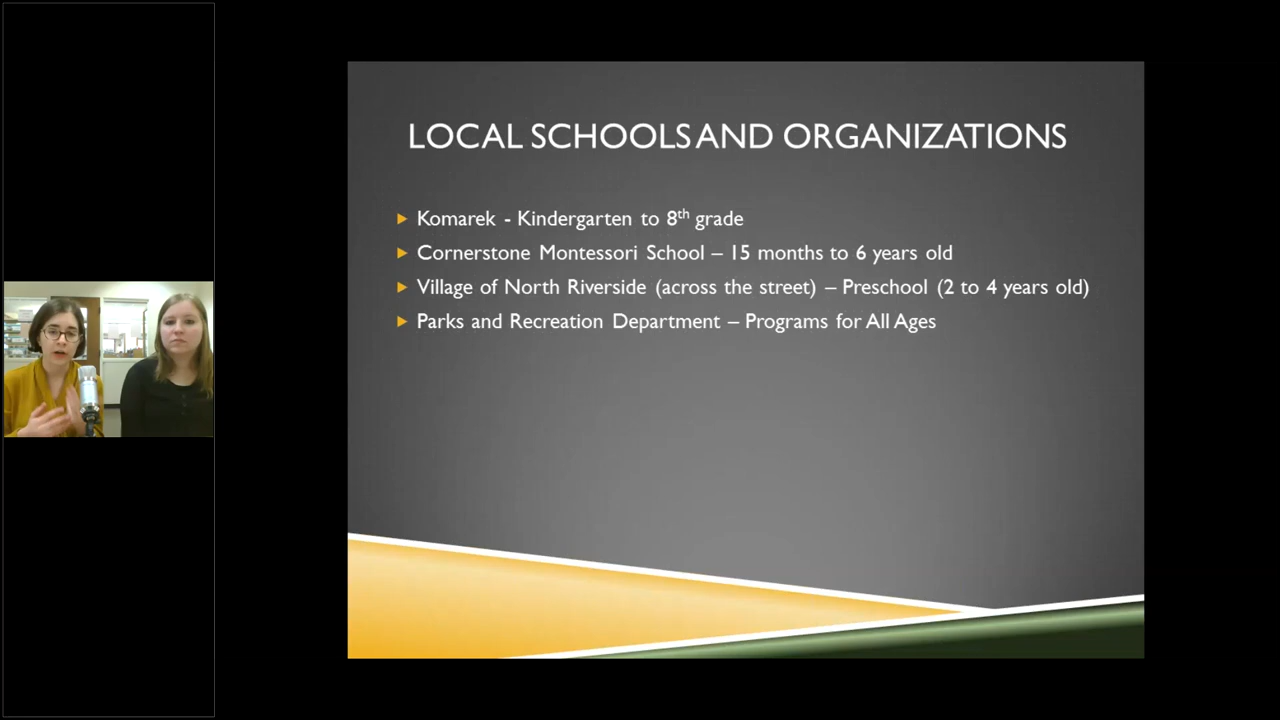 LOCAL SCHOOLS AND ORGANIZATIONS
Komarek - Kindergarten to 8th grade
Cornerstone Montessori School – 15 months to 6 years old
Village of North Riverside (across the street) – Preschool (2 to 4 years old)
Parks and Recreation Department – Programs for All Ages